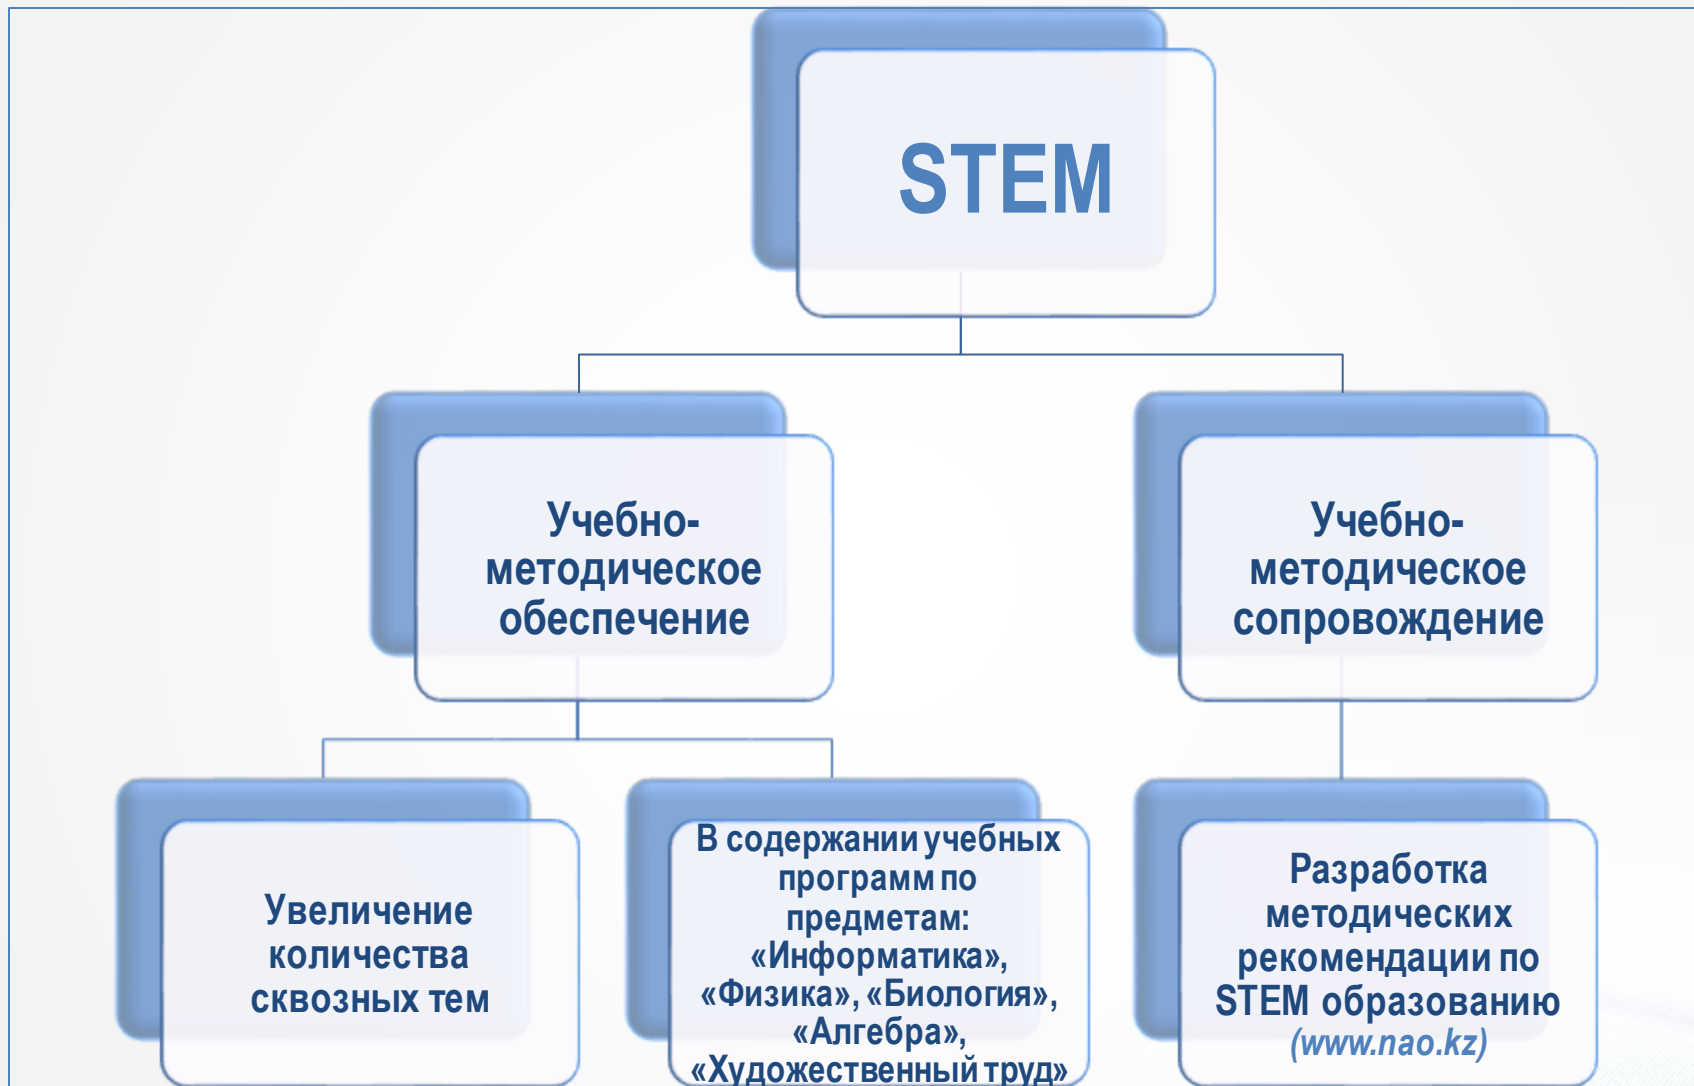 STEM
Учебно-
методическое
обеспечение
Учебно-
методическое
сопровождение
Увеличение
количества
сквозных тем
В содержании учебных
программ по
предметам:
«Информатика»,
«Физика», «Биология»,
«Алгебра»,
«Художественный труд»
Разработка
методических
рекомендации по
STEM образованию
(www.nao.kz)